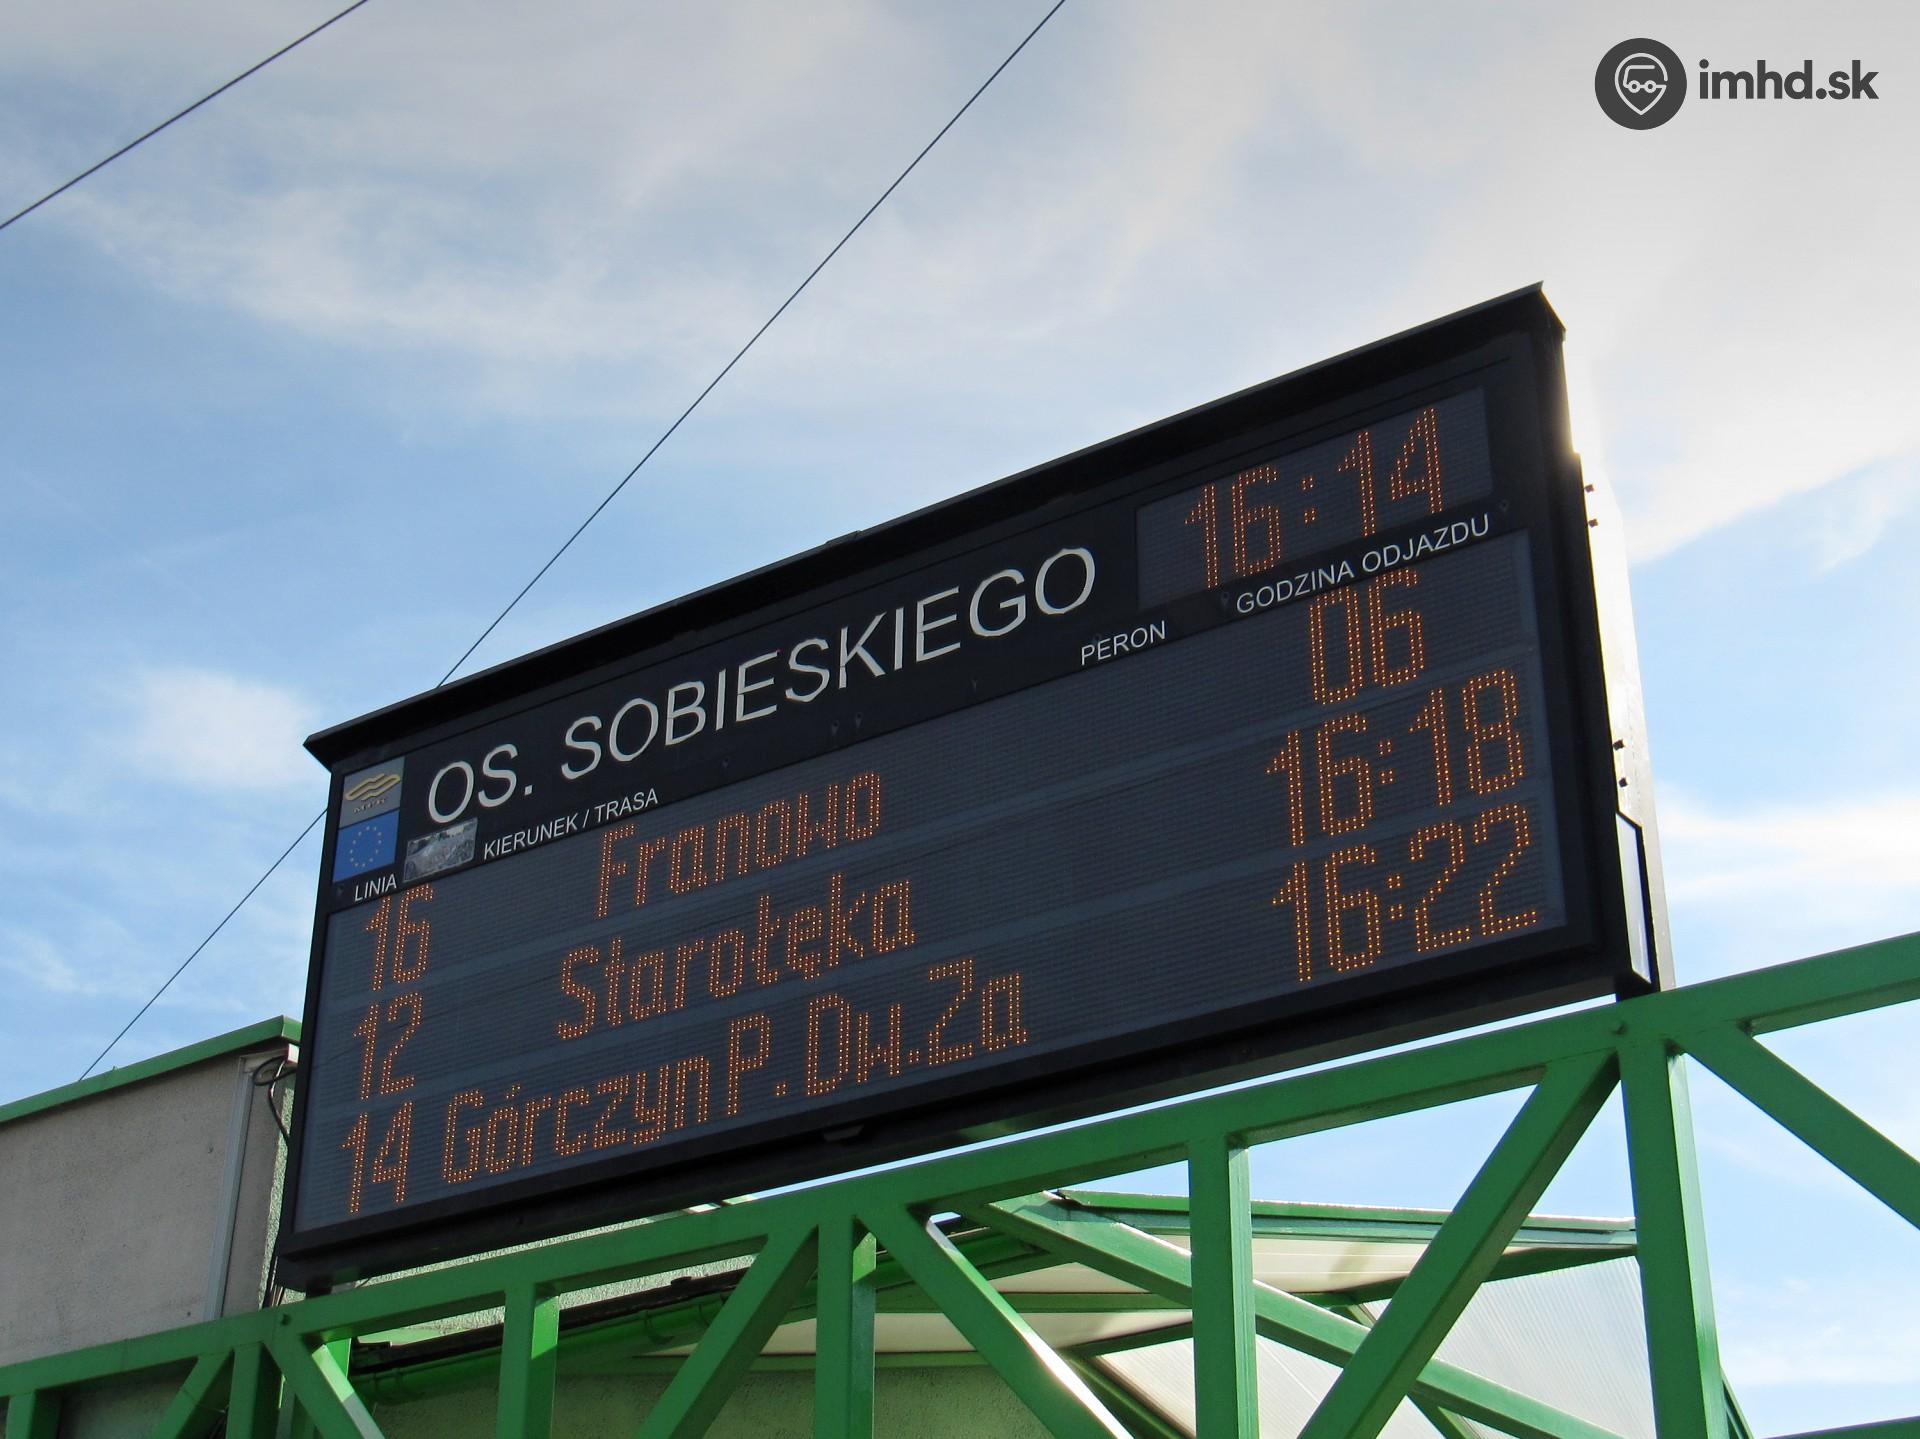 imhd.sk
OS. SOBIESKIEGO 16:14
LINIA KIERUNEK / TRASA PERON GODZINA ODJAZDU
16 Franowo 06
12 Starołęka 16:18
14 Górczyn P. Dw.Za 16:22